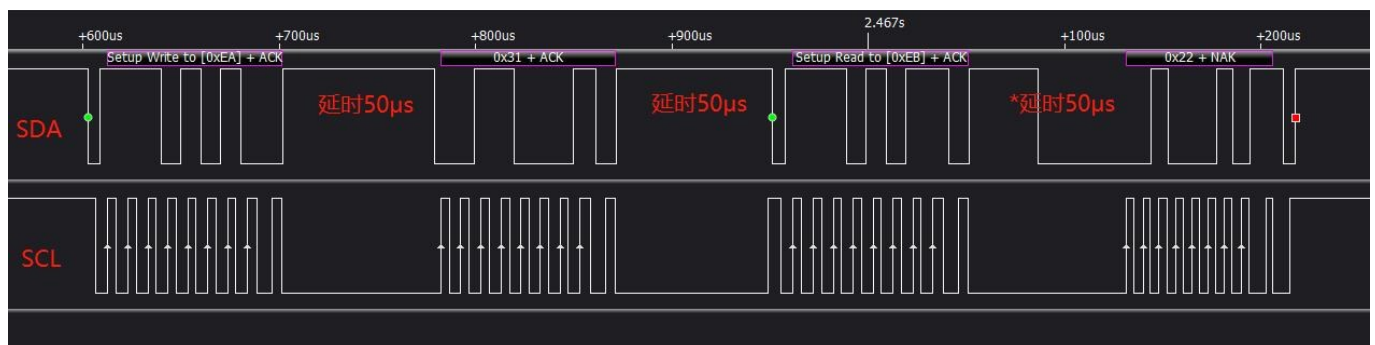 2.467s
+600us +700us +800us +900us +100us +200us
Setup Write to [0xEA] + ACK 0x31 + ACK Setup Read to [0xEB] + ACK 0x22 + NAK
延时50μs 延时50μs *延时50μs
SDA
SCL